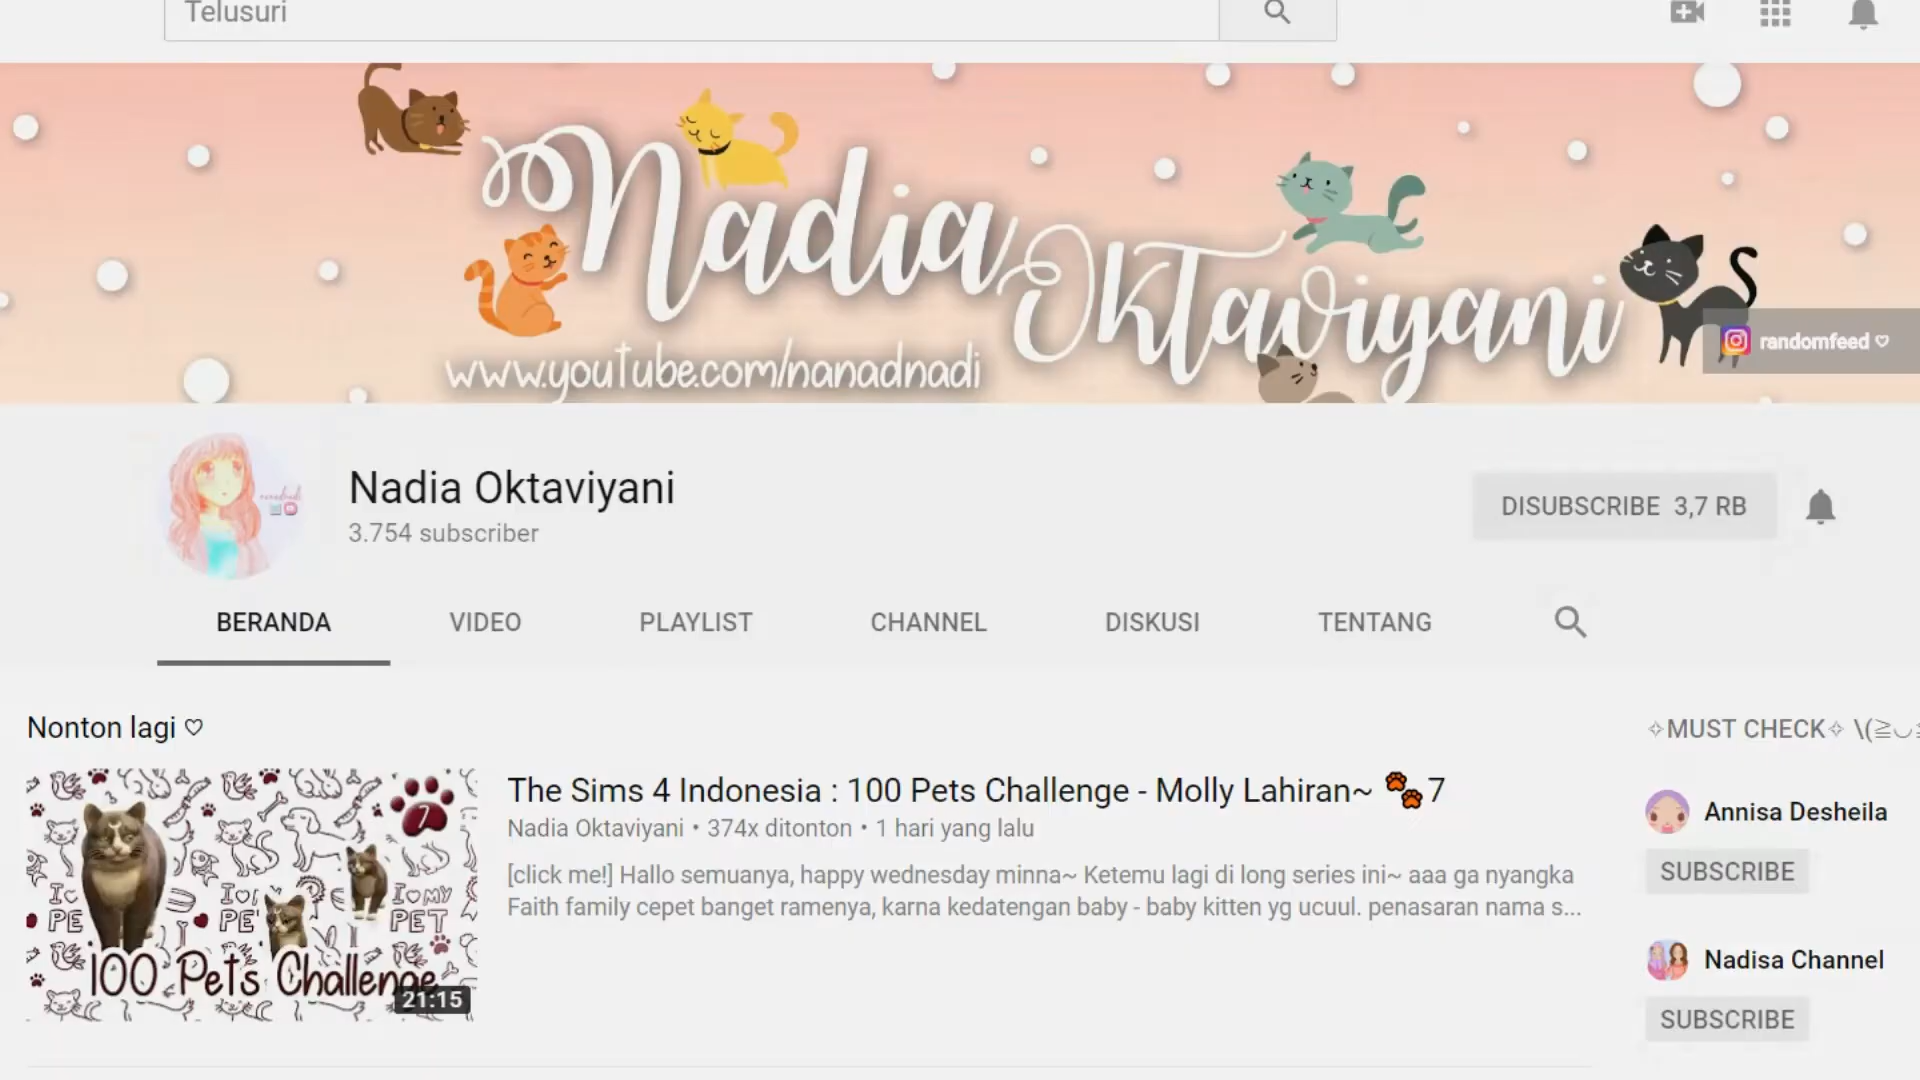 Telusuri
Nadia
Oktaviyani
www.youtube.com/nanadnadi
randomfeed ♡
Nadia Oktaviyani
3.754 subscriber
DISUBSCRIBE 3,7 RB
BERANDA
VIDEO
PLAYLIST
CHANNEL
DISKUSI
TENTANG
Nonton lagi ♡
✧MUST CHECK✧ \(≧◡
7
100 Pets Challenge
21:15
The Sims 4 Indonesia : 100 Pets Challenge - Molly Lahiran~ 🐾7
Nadia Oktaviyani • 374x ditonton • 1 hari yang lalu
[click me!] Hallo semuanya, happy wednesday minna~ Ketemu lagi di long series ini~ aaa ga nyangka
Faith family cepet banget ramenya, karna kedatengan baby - baby kitten yg ucuul. penasaran nama s...
Annisa Desheila
SUBSCRIBE
Nadisa Channel
SUBSCRIBE